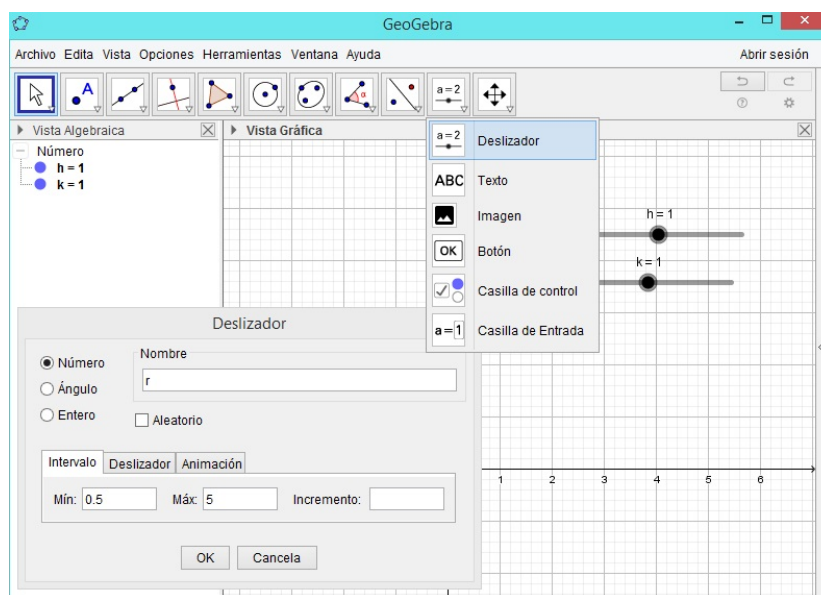 GeoGebra
Archivo Edita Vista Opciones Herramientas Ventana Ayuda
Abrir sesión
A
α
a=2
Vista Algebraica
Vista Gráfica
Número
h = 1
k = 1
a=2 Deslizador
ABC Texto
Imagen
OK Botón
Casilla de control
a=1 Casilla de Entrada
h = 1
k = 1
Deslizador
Número
Ángulo
Entero
Nombre
r
Aleatorio
Intervalo Deslizador Animación
Mín: 0.5 Máx: 5 Incremento:
OK Cancela
1 2 3 4 5 6